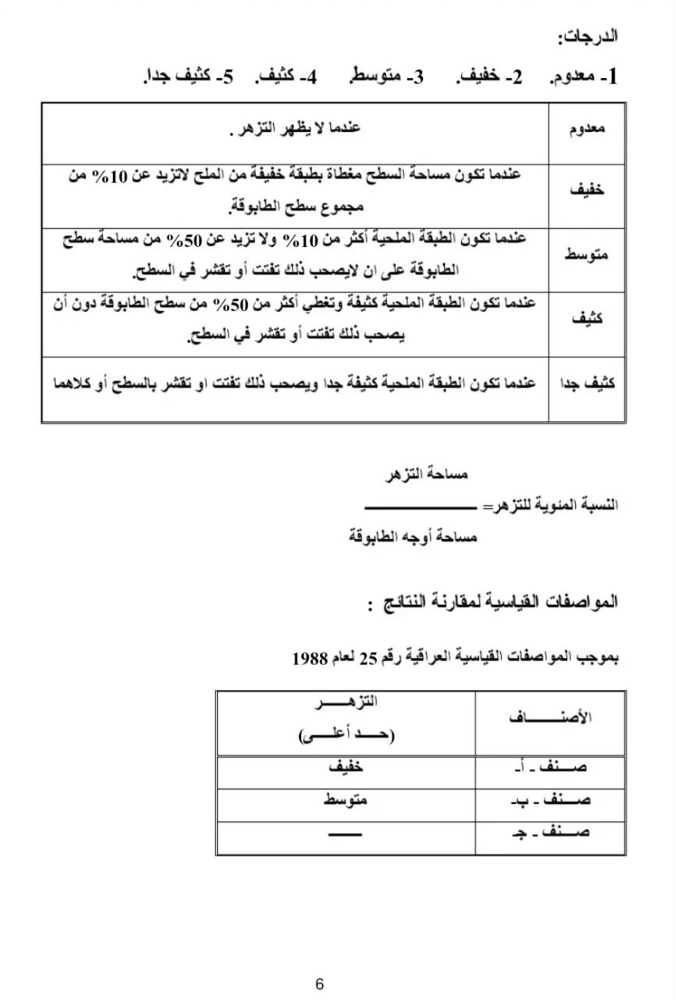 الدرجات:
1- معدوم. 2- خفيف. 3- متوسط. 4- كثيف. 5- كثيف جدا.
معدوم عندما لا يظهر التزهر .
خفيف عندما تكون مساحة السطح مغطاة بطبقة خفيفة من الملح لاتزيد عن 10% من
مجموع سطح الطابوقة.
متوسط عندما تكون الطبقة الملحية أكثر من 10% ولا تزيد عن 50% من مساحة سطح
الطابوقة على ان لايصحب ذلك تفتت أو تقشر في السطح.
كثيف عندما تكون الطبقة الملحية كثيفة وتغطي أكثر من 50% من سطح الطابوقة دون أن
يصحب ذلك تفتت أو تقشر في السطح.
كثيف جدا عندما تكون الطبقة الملحية كثيفة جدا ويصحب ذلك تفتت او تقشر بالسطح أو كلاهما
مساحة التزهر
النسبة المئوية للتزهر=
مساحة أوجه الطابوقة
المواصفات القياسية لمقارنة النتائج :
بموجب المواصفات القياسية العراقية رقم 25 لعام 1988
الأصنـــــــاف التزهـــــر
(حـــد أعلـــى)
صـــنف - أ- خفيف
صـــنف - ب- متوسط
صـــنف - جـ ــــــ
6